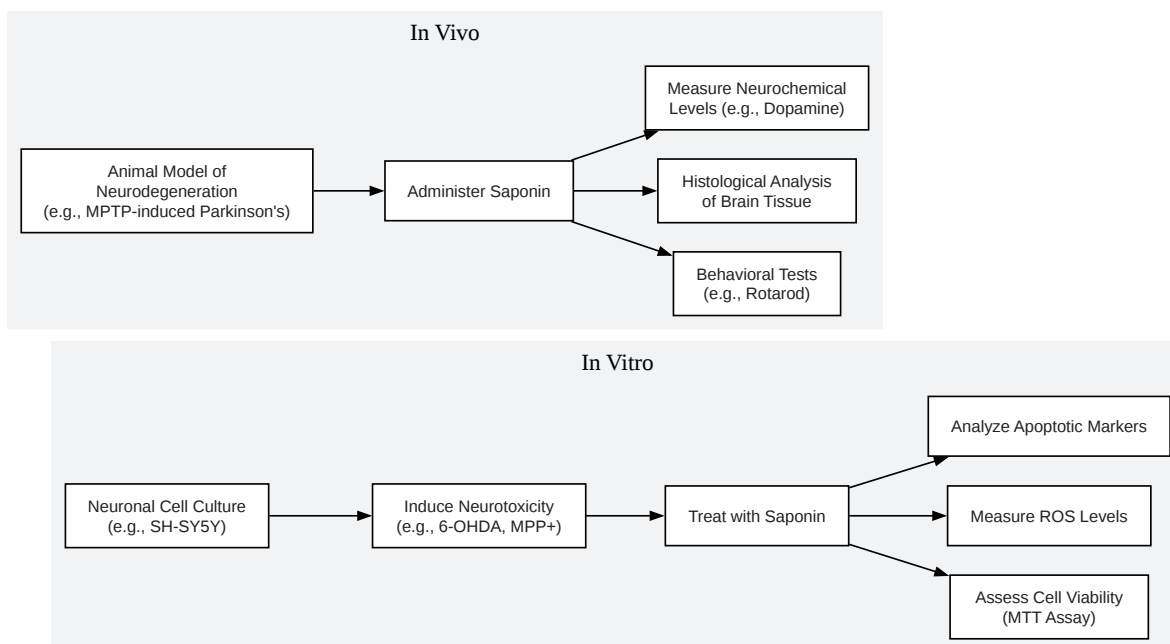 In Vivo
Animal Model of
Neurodegeneration
(e.g., MPTP-induced Parkinson's)
Administer Saponin
Measure Neurochemical
Levels (e.g., Dopamine)
Histological Analysis
of Brain Tissue
Behavioral Tests
(e.g., Rotarod)
In Vitro
Neuronal Cell Culture
(e.g., SH-SY5Y)
Induce Neurotoxicity
(e.g., 6-OHDA, MPP+)
Treat with Saponin
Analyze Apoptotic Markers
Measure ROS Levels
Assess Cell Viability
(MTT Assay)